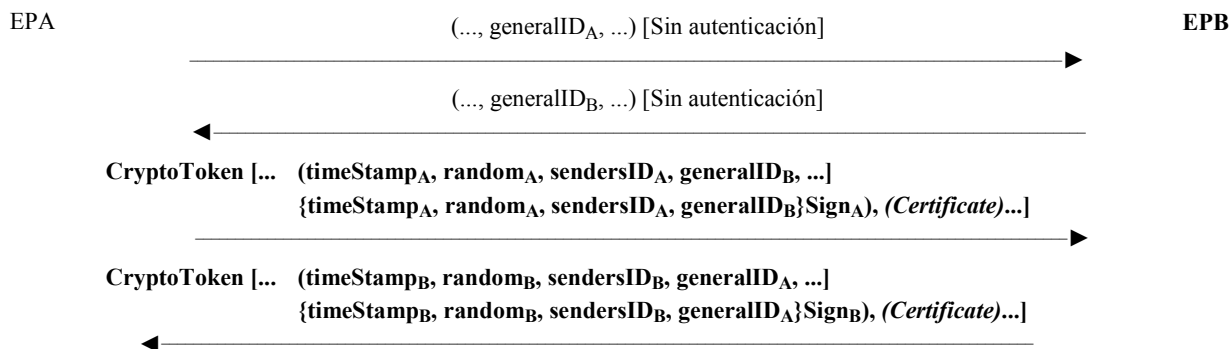 EPA (..., generalID_A, ...) [Sin autenticación] EPB
(..., generalID_B, ...) [Sin autenticación]
CryptoToken [... (timeStamp_A, random_A, sendersID_A, generalID_B, ...]
{timeStamp_A, random_A, sendersID_A, generalID_B}Sign_A), (Certificate)...]
CryptoToken [... (timeStamp_B, random_B, sendersID_B, generalID_A, ...]
{timeStamp_B, random_B, sendersID_B, generalID_A}Sign_B), (Certificate)...]